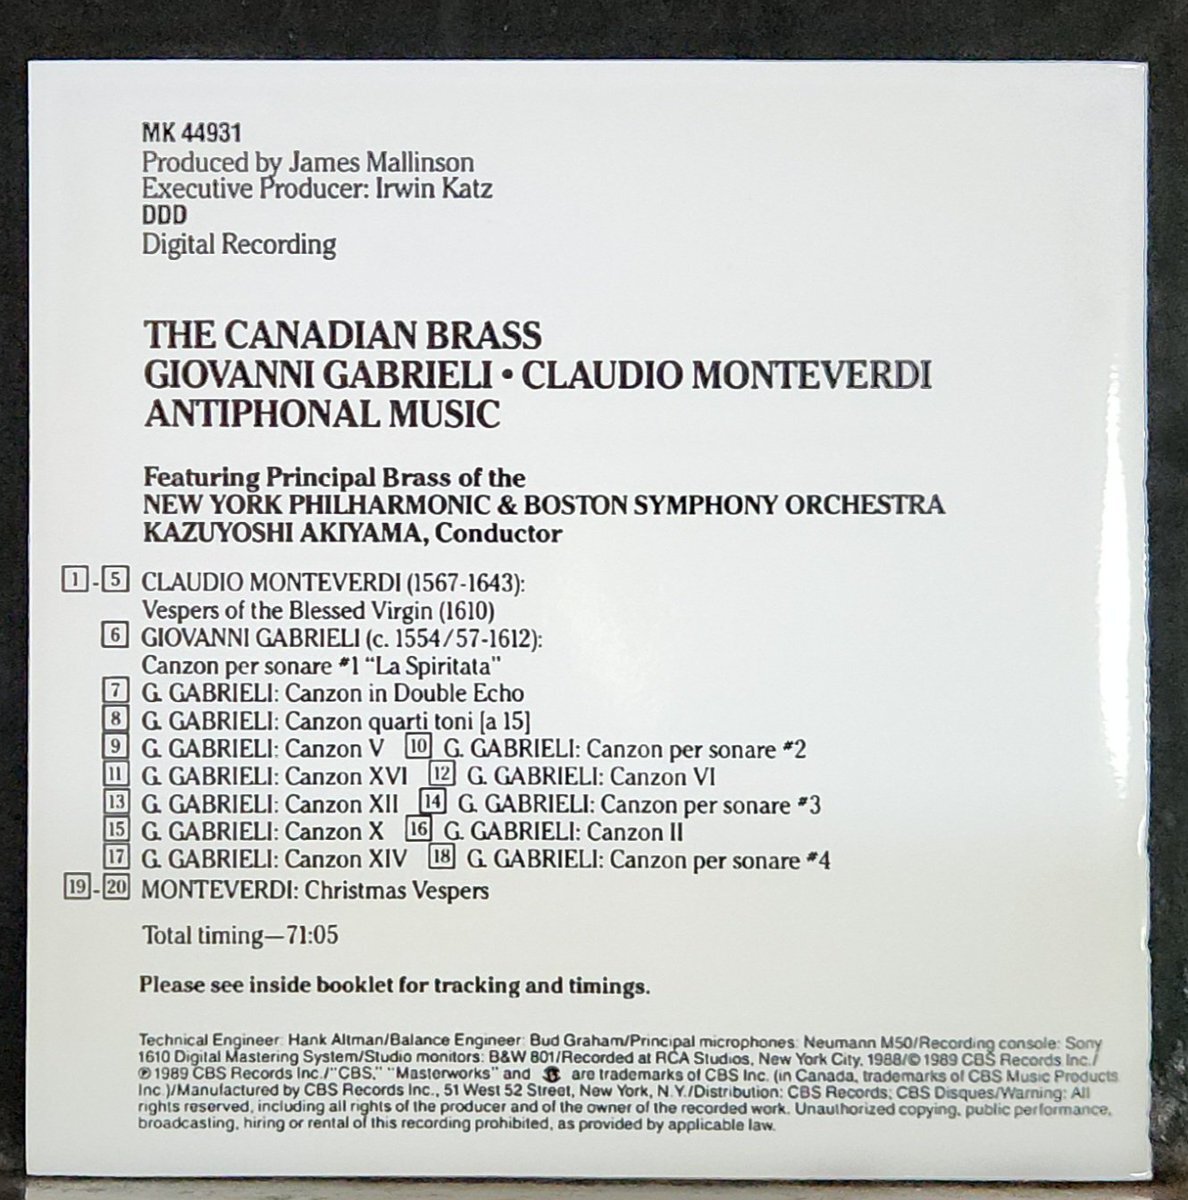 MK 44931
Produced by James Mallinson
Executive Producer: Irwin Katz
DDD
Digital Recording
THE CANADIAN BRASS
GIOVANNI GABRIELI • CLAUDIO MONTEVERDI
ANTIPHONAL MUSIC
Featuring Principal Brass of the
NEW YORK PHILHARMONIC & BOSTON SYMPHONY ORCHESTRA
KAZUYOSHI AKIYAMA, Conductor
1-5 CLAUDIO MONTEVERDI (1567-1643):
Vespers of the Blessed Virgin (1610)
6 GIOVANNI GABRIELI (c. 1554/57-1612):
Canzon per sonare #1 “La Spiritata”
7 G. GABRIELI: Canzon in Double Echo
8 G. GABRIELI: Canzon quarti toni [a 15]
9 G. GABRIELI: Canzon V 10 G. GABRIELI: Canzon per sonare #2
11 G. GABRIELI: Canzon XVI 12 G. GABRIELI: Canzon VI
13 G. GABRIELI: Canzon XII 14 G. GABRIELI: Canzon per sonare #3
15 G. GABRIELI: Canzon X 16 G. GABRIELI: Canzon II
17 G. GABRIELI: Canzon XIV 18 G. GABRIELI: Canzon per sonare #4
19-20 MONTEVERDI: Christmas Vespers
Total timing—71:05
Please see inside booklet for tracking and timings.
Technical Engineer: Hank Altman/Balance Engineer: Bud Graham/Principal microphones: Neumann M50/Recording console: Sony
1610 Digital Mastering System/Studio monitors: B&W 801/Recorded at RCA Studios, New York City, 1988/© 1989 CBS Records Inc./
℗ 1989 CBS Records Inc./"CBS," "Masterworks" and are trademarks of CBS Inc. (in Canada, trademarks of CBS Music Products
Inc.)/Manufactured by CBS Records Inc., 51 West 52 Street, New York, N.Y./Distribution: CBS Records; CBS Disques/Warning: All
rights reserved, including all rights of the producer and of the owner of the recorded work. Unauthorized copying, public performance,
broadcasting, hiring or rental of this recording prohibited, as provided by applicable law.